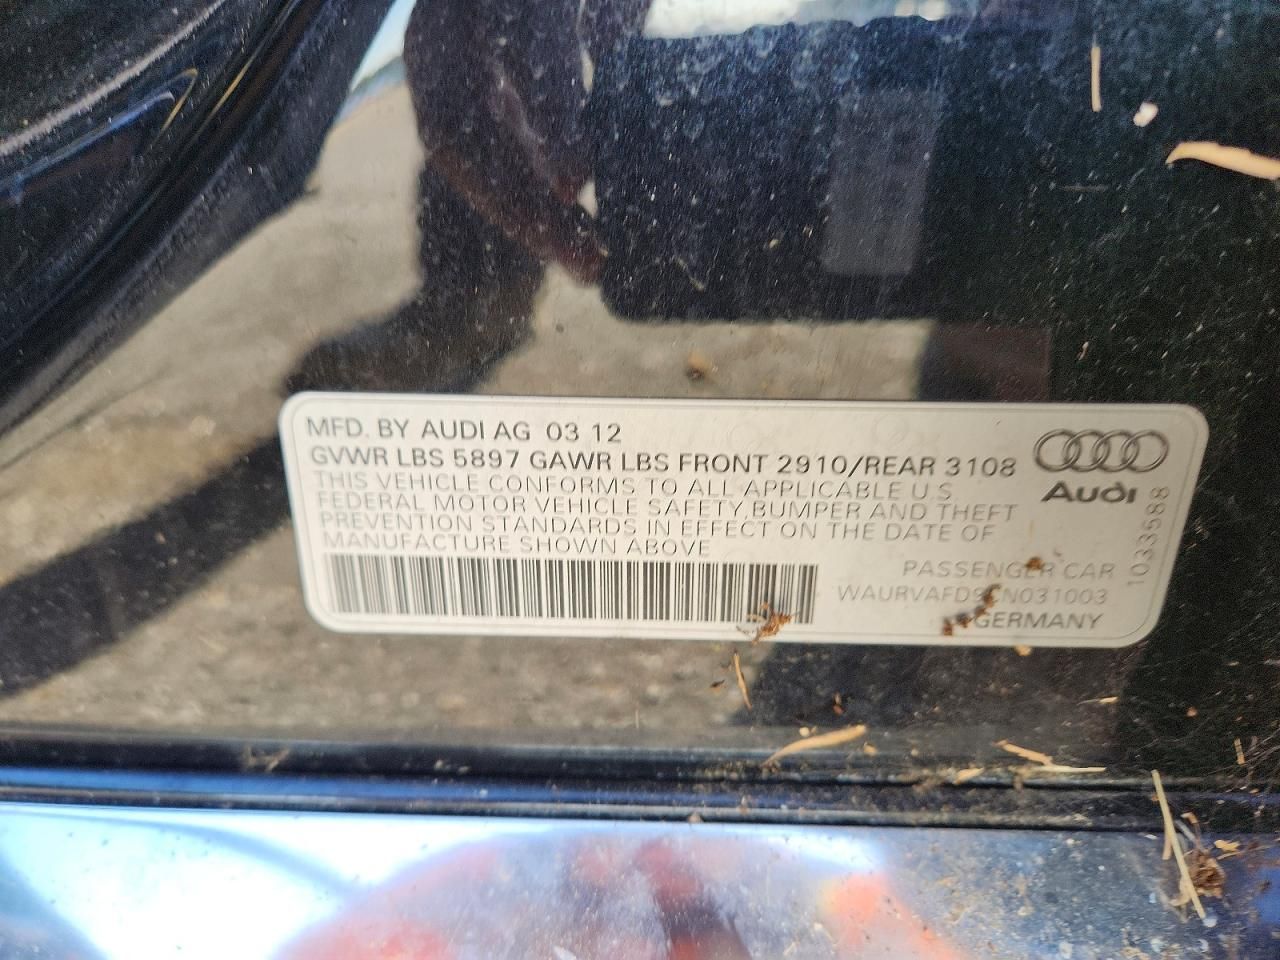 MFD. BY AUDI AG 03 12
GVWR LBS 5897 GAWR LBS FRONT 2910/REAR 3108
THIS VEHICLE CONFORMS TO ALL APPLICABLE U.S.
FEDERAL MOTOR VEHICLE SAFETY, BUMPER AND THEFT
PREVENTION STANDARDS IN EFFECT ON THE DATE OF
MANUFACTURE SHOWN ABOVE
Audi
1033588
PASSENGER CAR
GERMANY